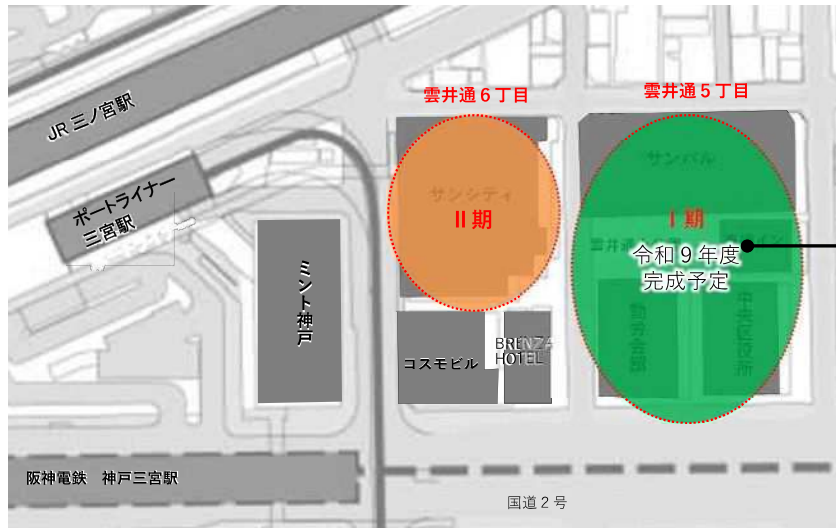 雲井通６丁目
雲井通５丁目
JR 三ノ宮駅
ポートライナー
三宮駅
サンシティ
Ⅱ期
サンパル
Ⅰ期
令和９年度
完成予定
ミント神戸
コスモビル
BRENZA
HOTEL
勤労会館
中央区役所
阪神電鉄　神戸三宮駅
国道２号